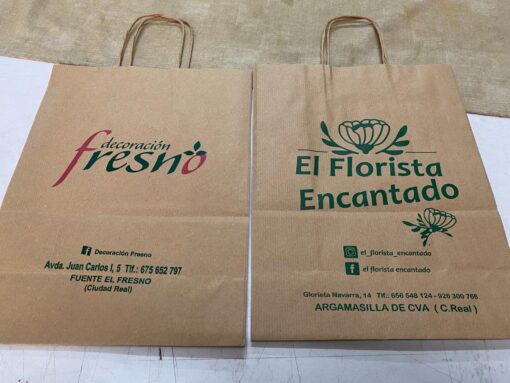 decoración
fresno
Decoración Fresno
Avda. Juan Carlos I, 5 Tlf.: 675 652 797
FUENTE EL FRESNO
(Ciudad Real)
El Florista
Encantado
el_florista_encantado
el florista encantado
Glorieta Navarra, 14 Tlf: 656 548 124 - 926 300 766
ARGAMASILLA DE CVA ( C.Real )